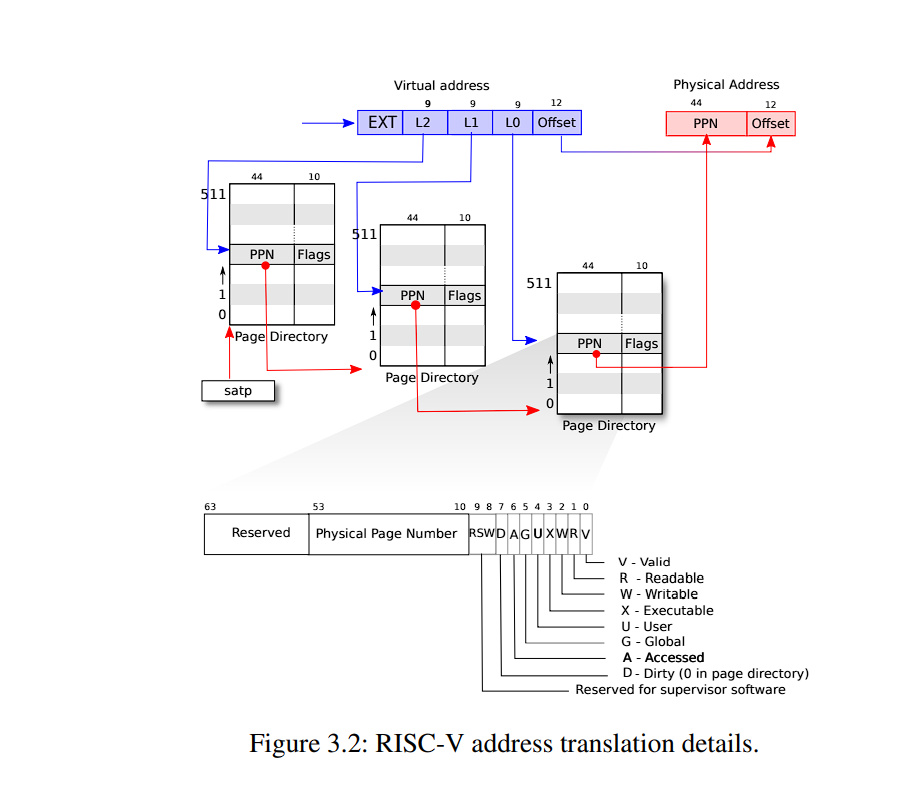 Virtual address
Physical Address
9 9 9 12
44 12
EXT L2 L1 L0 Offset
PPN Offset
44 10
511
PPN Flags
1
0
Page Directory
satp
44 10
511
PPN Flags
1
0
Page Directory
44 10
511
PPN Flags
1
0
Page Directory
63 53 10 9 8 7 6 5 4 3 2 1 0
Reserved Physical Page Number RSW D A G U X W R V
V - Valid
R - Readable
W - Writable
X - Executable
U - User
G - Global
A - Accessed
D - Dirty (0 in page directory)
Reserved for supervisor software
Figure 3.2: RISC-V address translation details.